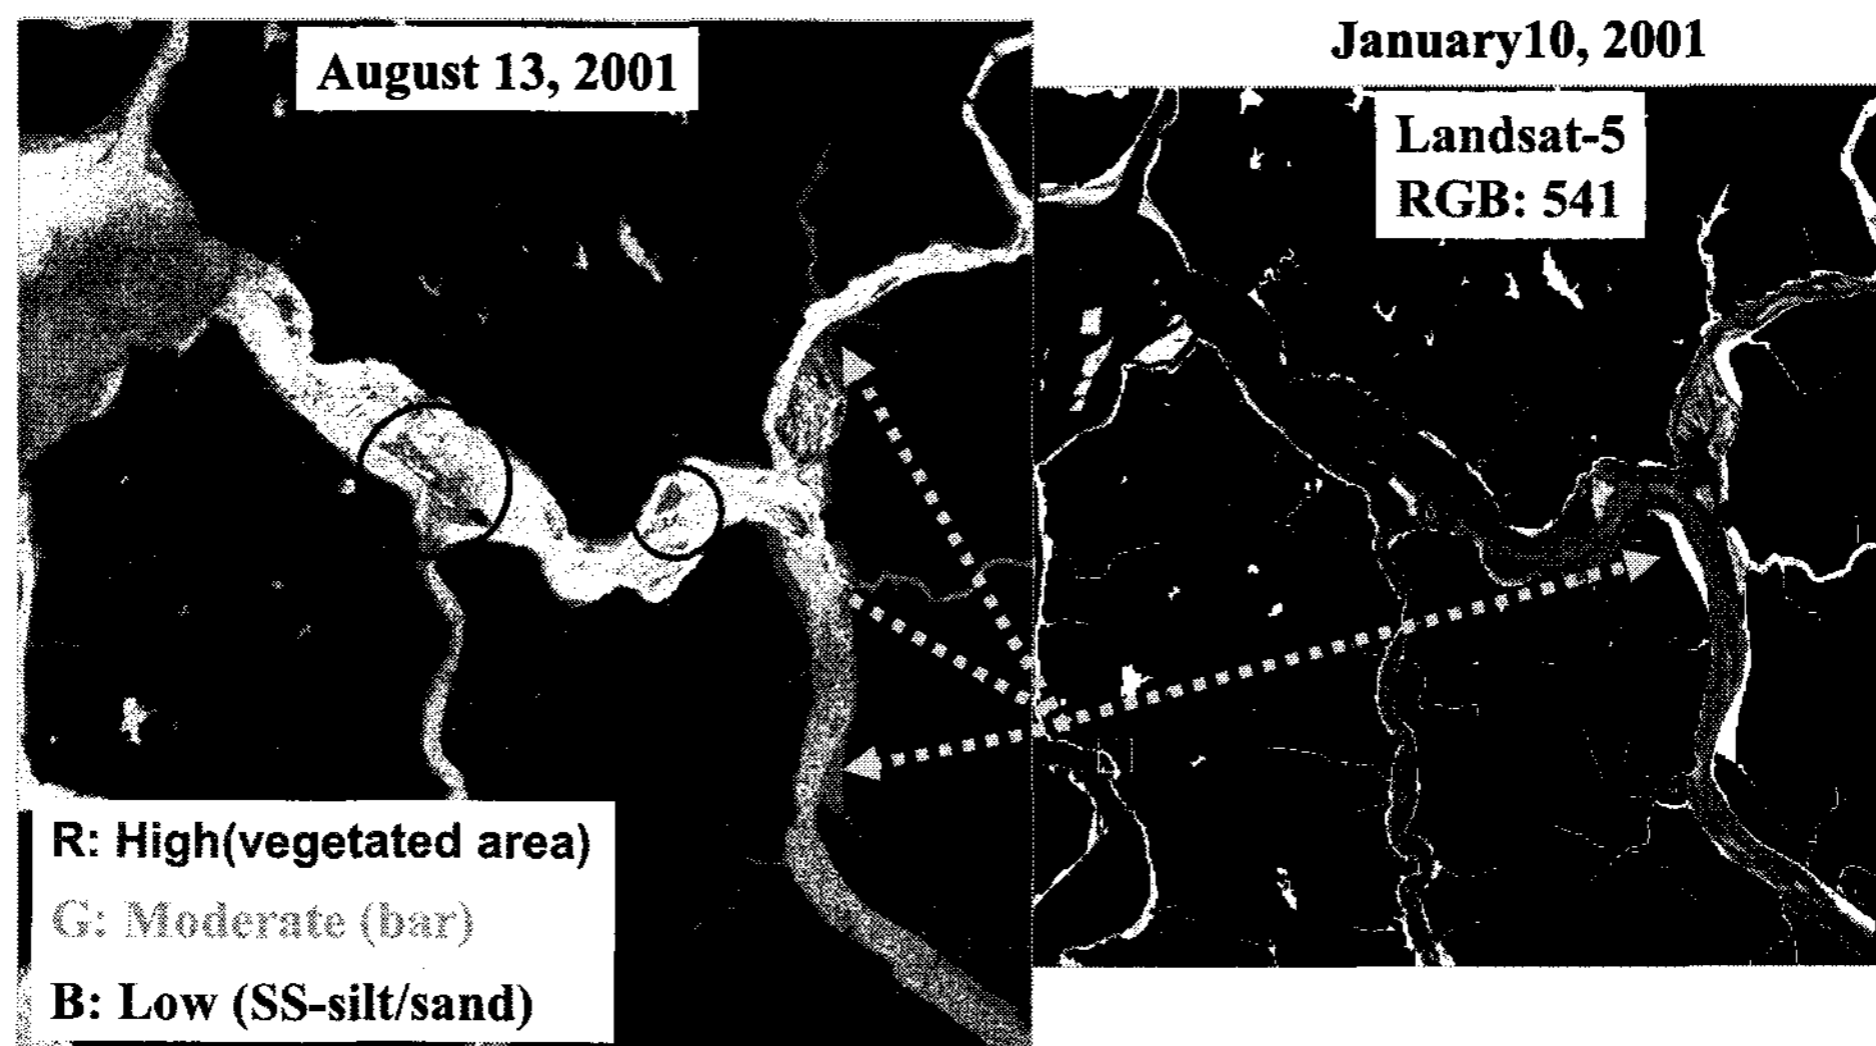 August 13, 2001
January10, 2001
Landsat-5
RGB: 541
R: High(vegetated area)
G: Moderate (bar)
B: Low (SS-silt/sand)